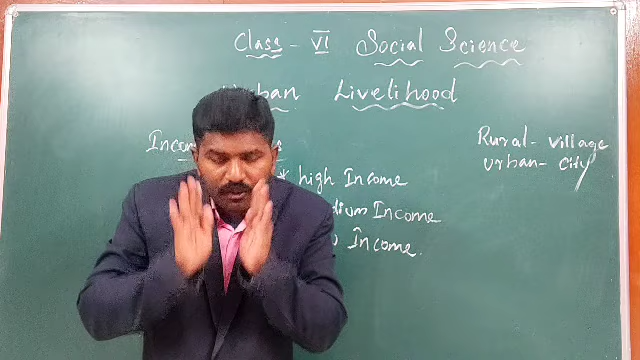 Class - VI Social Science
Livelihood
Rural - village
urban - city
* high Income
Income
Income.